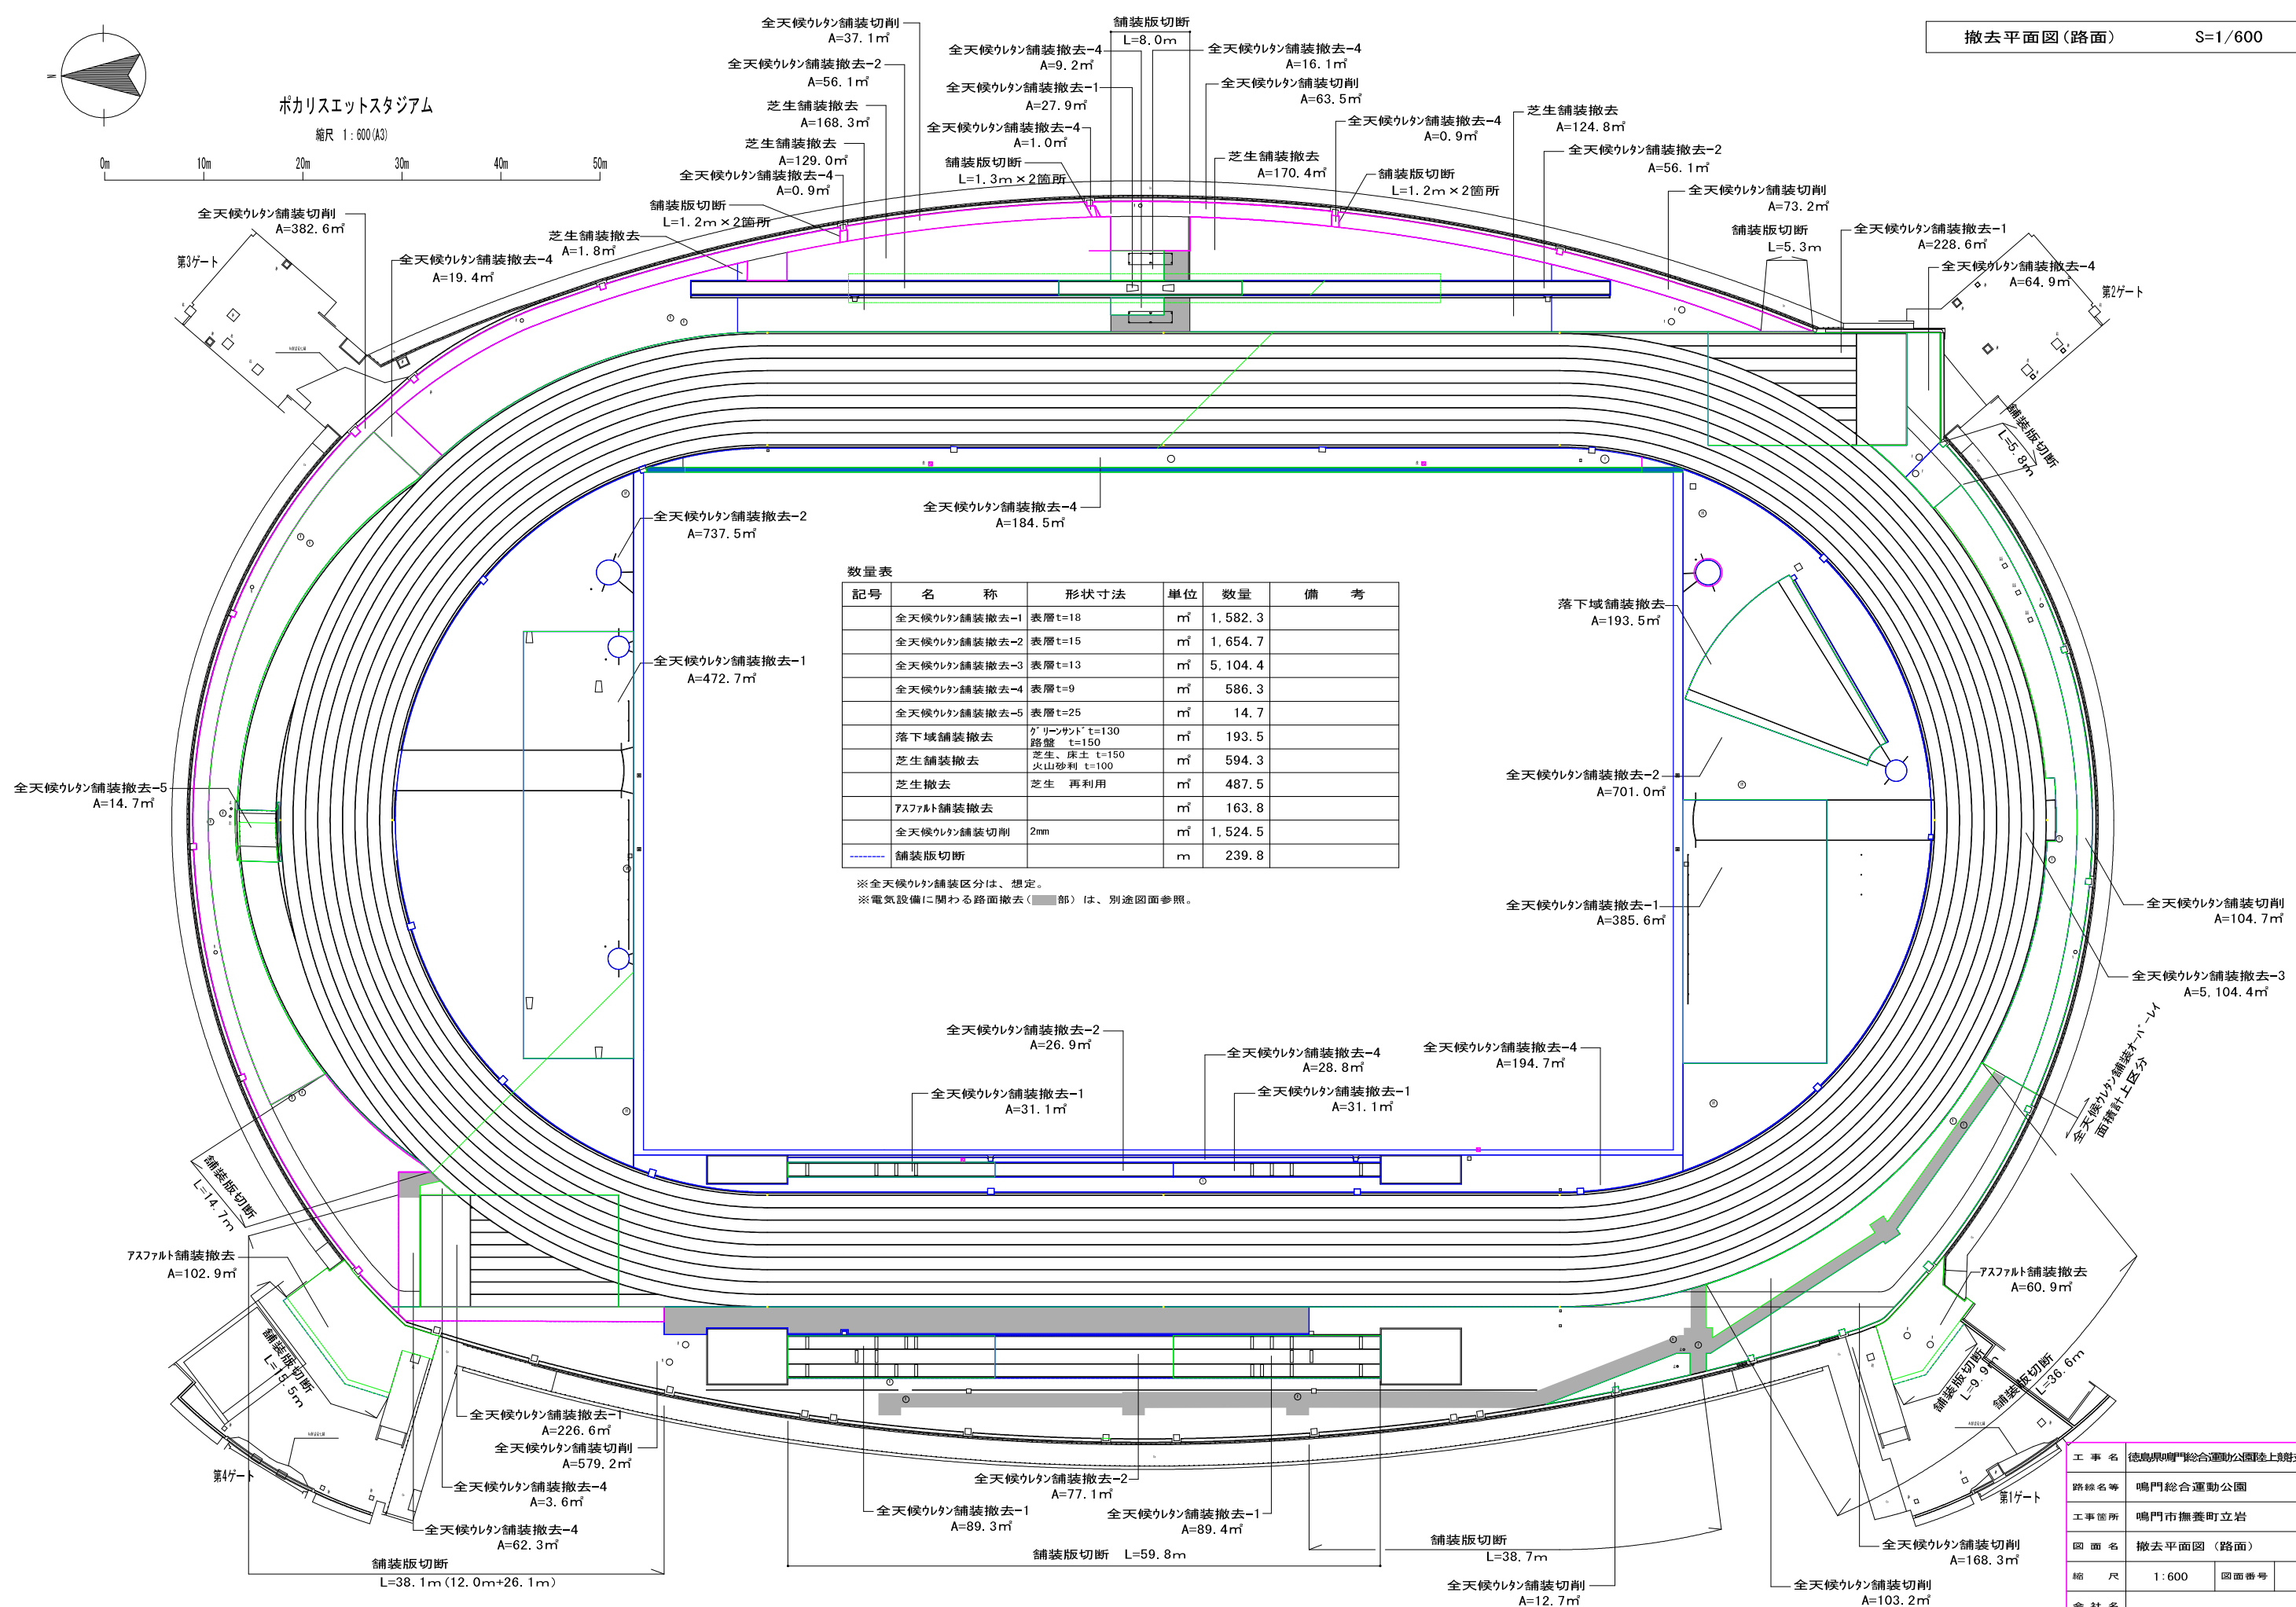 撤去平面図(路面) S=1/600
N
ポカリスエットスタジアム
縮尺 1:600(A3)
0m 10m 20m 30m 40m 50m
全天候ウレタン舗装切削
A=37.1㎡
全天候ウレタン舗装撤去-2
A=56.1㎡
芝生舗装撤去
A=168.3㎡
芝生舗装撤去
A=129.0㎡
全天候ウレタン舗装撤去-4
A=0.9㎡
舗装版切断
L=1.2m×2箇所
芝生舗装撤去
A=1.8㎡
舗装版切断
L=8.0m
全天候ウレタン舗装撤去-4
A=9.2㎡
全天候ウレタン舗装撤去-1
A=27.9㎡
全天候ウレタン舗装撤去-4
A=1.0㎡
舗装版切断
L=1.3m×2箇所
全天候ウレタン舗装撤去-4
A=16.1㎡
全天候ウレタン舗装切削
A=63.5㎡
全天候ウレタン舗装撤去-4
A=0.9㎡
芝生舗装撤去
A=170.4㎡
舗装版切断
L=1.2m×2箇所
芝生舗装撤去
A=124.8㎡
全天候ウレタン舗装撤去-2
A=56.1㎡
全天候ウレタン舗装切削
A=73.2㎡
舗装版切断
L=5.3m
全天候ウレタン舗装撤去-1
A=228.6㎡
全天候ウレタン舗装撤去-4
A=64.9㎡
第2ゲート
舗装版切断
L=5.8m
全天候ウレタン舗装切削
A=382.6㎡
第3ゲート
全天候ウレタン舗装撤去-4
A=19.4㎡
全天候ウレタン舗装撤去-2
A=737.5㎡
全天候ウレタン舗装撤去-4
A=184.5㎡
全天候ウレタン舗装撤去-1
A=472.7㎡
落下域舗装撤去
A=193.5㎡
全天候ウレタン舗装撤去-2
A=701.0㎡
全天候ウレタン舗装撤去-1
A=385.6㎡
全天候ウレタン舗装撤去-5
A=14.7㎡
数量表
記号 名 称 形状寸法 単位 数量 備 考
全天候ウレタン舗装撤去-1 表層t=18 ㎡ 1,582.3
全天候ウレタン舗装撤去-2 表層t=15 ㎡ 1,654.7
全天候ウレタン舗装撤去-3 表層t=13 ㎡ 5,104.4
全天候ウレタン舗装撤去-4 表層t=9 ㎡ 586.3
全天候ウレタン舗装撤去-5 表層t=25 ㎡ 14.7
落下域舗装撤去 グリーンサンド t=130 路盤 t=150 ㎡ 193.5
芝生舗装撤去 芝生、床土 t=150 火山砂利 t=100 ㎡ 594.3
芝生撤去 芝生 再利用 ㎡ 487.5
アスファルト舗装撤去 ㎡ 163.8
全天候ウレタン舗装切削 2mm ㎡ 1,524.5
舗装版切断 m 239.8
※全天候ウレタン舗装区分は、想定。
※電気設備に関わる路面撤去(　部)は、別途図面参照。
全天候ウレタン舗装切削
A=104.7㎡
全天候ウレタン舗装撤去-3
A=5,104.4㎡
全天候ウレタン舗装オーバーレイ
面積計上区分
全天候ウレタン舗装撤去-2
A=26.9㎡
全天候ウレタン舗装撤去-4
A=28.8㎡
全天候ウレタン舗装撤去-4
A=194.7㎡
全天候ウレタン舗装撤去-1
A=31.1㎡
全天候ウレタン舗装撤去-1
A=31.1㎡
舗装版切断
L=14.7m
アスファルト舗装撤去
A=102.9㎡
舗装版切断
L=15.5m
第4ゲート
全天候ウレタン舗装撤去-1
A=226.6㎡
全天候ウレタン舗装切削
A=579.2㎡
全天候ウレタン舗装撤去-4
A=3.6㎡
全天候ウレタン舗装撤去-4
A=62.3㎡
舗装版切断
L=38.1m(12.0m+26.1m)
全天候ウレタン舗装撤去-2
A=77.1㎡
全天候ウレタン舗装撤去-1
A=89.3㎡
全天候ウレタン舗装撤去-1
A=89.4㎡
舗装版切断 L=59.8m
舗装版切断
L=38.7m
全天候ウレタン舗装切削
A=12.7㎡
全天候ウレタン舗装切削
A=103.2㎡
全天候ウレタン舗装切削
A=168.3㎡
アスファルト舗装撤去
A=60.9㎡
舗装版切断
L=9.9m
舗装版切断
L=36.6m
第1ゲート
工事名 徳島県鳴門総合運動公園陸上競技
路線名等 鳴門総合運動公園
工事箇所 鳴門市撫養町立岩
図面名 撤去平面図(路面)
縮尺 1:600 図面番号
会社名